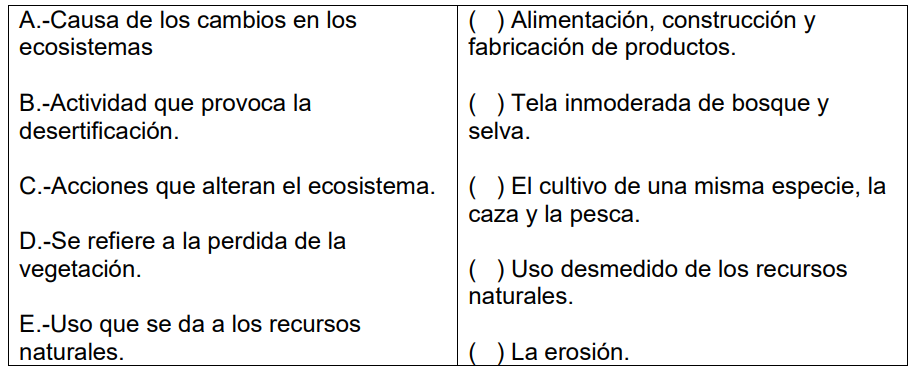 A.-Causa de los cambios en los
ecosistemas
B.-Actividad que provoca la
desertificación.
C.-Acciones que alteran el ecosistema.
D.-Se refiere a la perdida de la
vegetación.
E.-Uso que se da a los recursos
naturales.
( ) Alimentación, construcción y
fabricación de productos.
( ) Tela inmoderada de bosque y
selva.
( ) El cultivo de una misma especie, la
caza y la pesca.
( ) Uso desmedido de los recursos
naturales.
( ) La erosión.